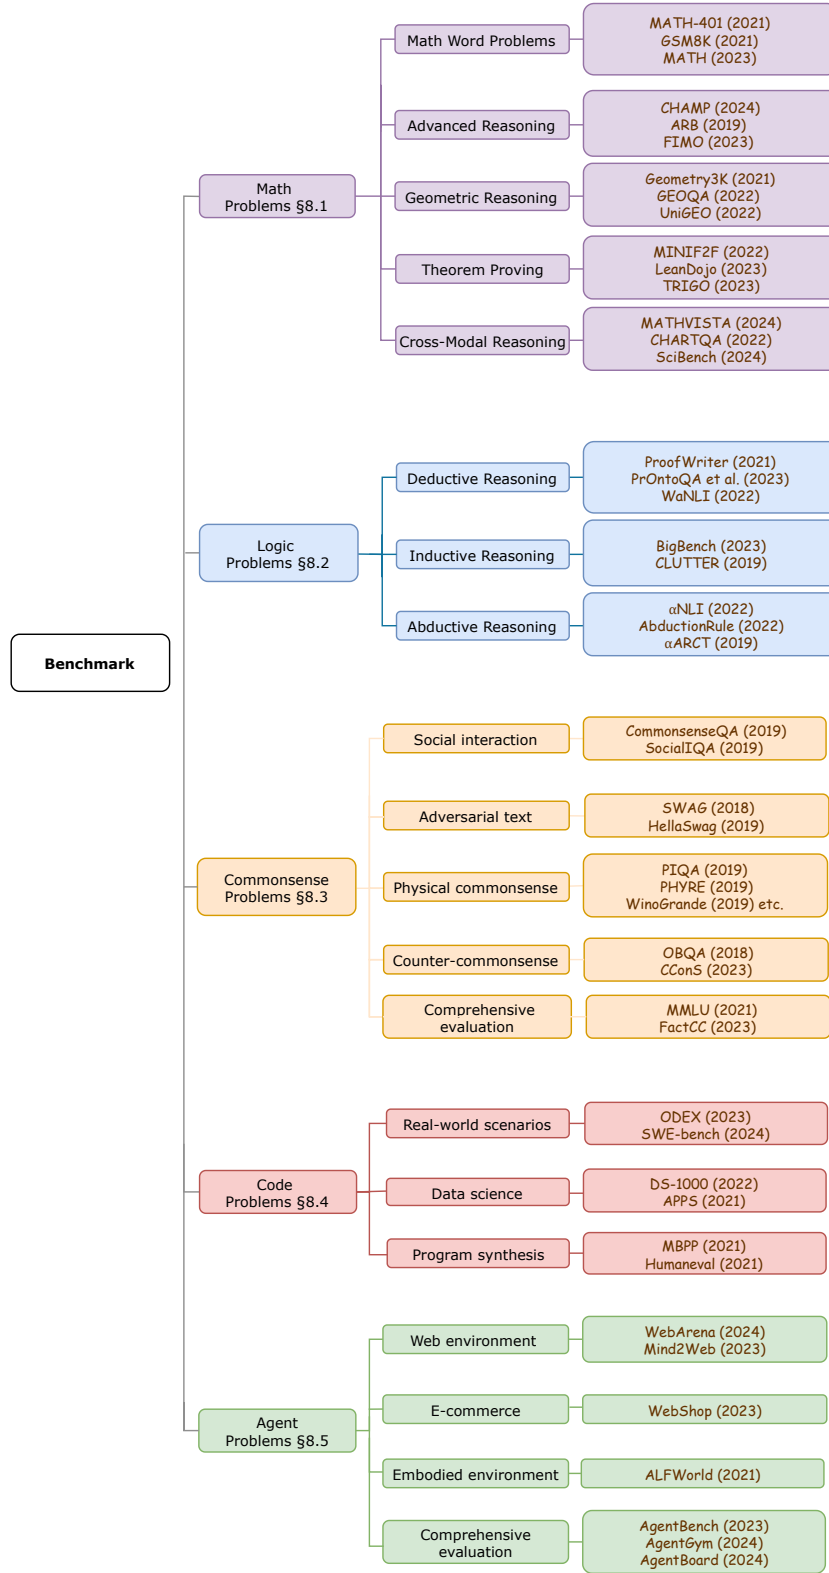 Benchmark
Math
Problems §8.1
Math Word Problems
MATH-401 (2021)
GSM8K (2021)
MATH (2023)
Advanced Reasoning
CHAMP (2024)
ARB (2019)
FIMO (2023)
Geometric Reasoning
Geometry3K (2021)
GEOQA (2022)
UniGEO (2022)
Theorem Proving
MINIF2F (2022)
LeanDojo (2023)
TRIGO (2023)
Cross-Modal Reasoning
MATHVISTA (2024)
CHARTQA (2022)
SciBench (2024)
Logic
Problems §8.2
Deductive Reasoning
ProofWriter (2021)
PrOntoQA et al. (2023)
WaNLI (2022)
Inductive Reasoning
BigBench (2023)
CLUTTER (2019)
Abductive Reasoning
αNLI (2022)
AbductionRule (2022)
αARCT (2019)
Commonsense
Problems §8.3
Social interaction
CommonsenseQA (2019)
SocialIQA (2019)
Adversarial text
SWAG (2018)
HellaSwag (2019)
Physical commonsense
PIQA (2019)
PHYRE (2019)
WinoGrande (2019) etc.
Counter-commonsense
OBQA (2018)
CConS (2023)
Comprehensive
evaluation
MMLU (2021)
FactCC (2023)
Code
Problems §8.4
Real-world scenarios
ODEX (2023)
SWE-bench (2024)
Data science
DS-1000 (2022)
APPS (2021)
Program synthesis
MBPP (2021)
Humaneval (2021)
Agent
Problems §8.5
Web environment
WebArena (2024)
Mind2Web (2023)
E-commerce
WebShop (2023)
Embodied environment
ALFWorld (2021)
Comprehensive
evaluation
AgentBench (2023)
AgentGym (2024)
AgentBoard (2024)